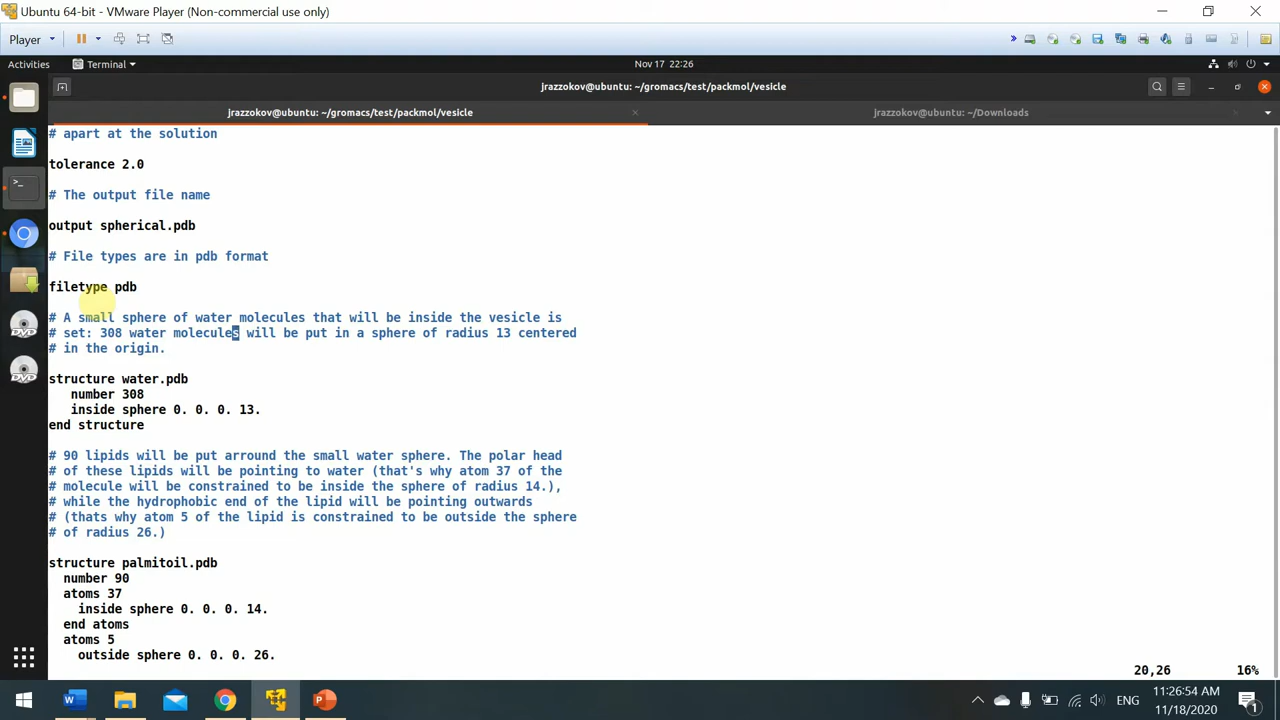 Ubuntu 64-bit - VMware Player (Non-commercial use only)
Player
Activities
Terminal
Nov 17 22:26
jrazzokov@ubuntu: ~/gromacs/test/packmol/vesicle
jrazzokov@ubuntu: ~/gromacs/test/packmol/vesicle
jrazzokov@ubuntu: ~/Downloads
# apart at the solution
tolerance 2.0
# The output file name
output spherical.pdb
# File types are in pdb format
filetype pdb
# A small sphere of water molecules that will be inside the vesicle is
# set: 308 water molecules will be put in a sphere of radius 13 centered
# in the origin.
structure water.pdb
number 308
inside sphere 0. 0. 0. 13.
end structure
# 90 lipids will be put arround the small water sphere. The polar head
# of these lipids will be pointing to water (that's why atom 37 of the
# molecule will be constrained to be inside the sphere of radius 14.),
# while the hydrophobic end of the lipid will be pointing outwards
# (thats why atom 5 of the lipid is constrained to be outside the sphere
# of radius 26.)
structure palmitoil.pdb
number 90
atoms 37
inside sphere 0. 0. 0. 14.
end atoms
atoms 5
outside sphere 0. 0. 0. 26.
20,26
16%
DVD
DVD
ENG
11:26:54 AM
11/18/2020
1